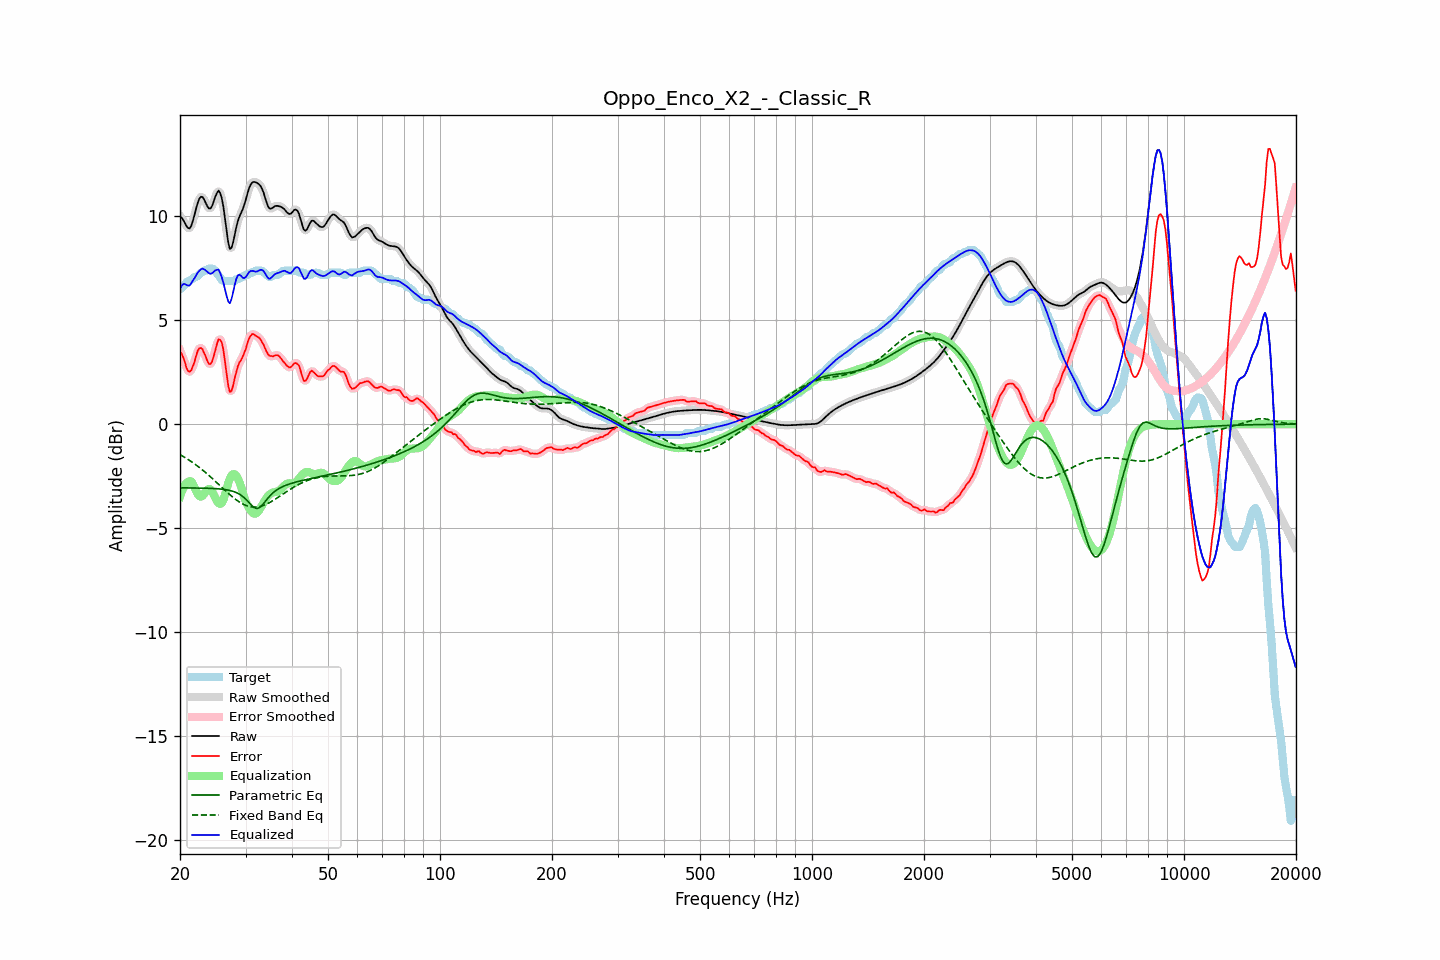 Oppo_Enco_X2_-_Classic_R
Amplitude (dBr)
10
5
0
−5
−10
−15
−20
Target
Raw Smoothed
Error Smoothed
Raw
Error
Equalization
Parametric Eq
Fixed Band Eq
Equalized
20
50
100
200
500
1000
2000
5000
10000
20000
Frequency (Hz)